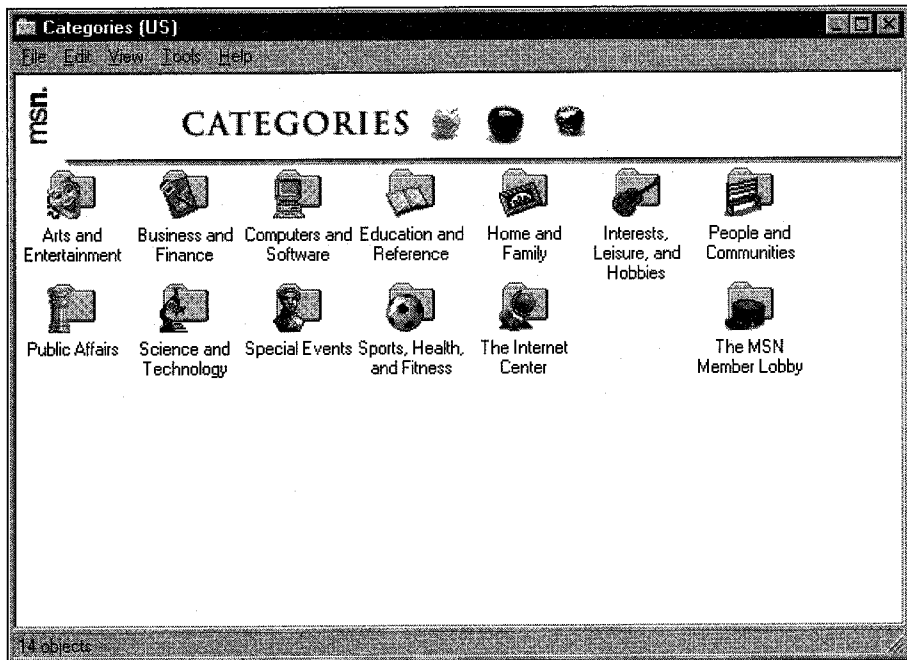 Categories (US)
File Edit View Tools Help
msn.
CATEGORIES
Arts and Entertainment
Business and Finance
Computers and Software
Education and Reference
Home and Family
Interests, Leisure, and Hobbies
People and Communities
Public Affairs
Science and Technology
Special Events
Sports, Health, and Fitness
The Internet Center
The MSN Member Lobby
14 objects